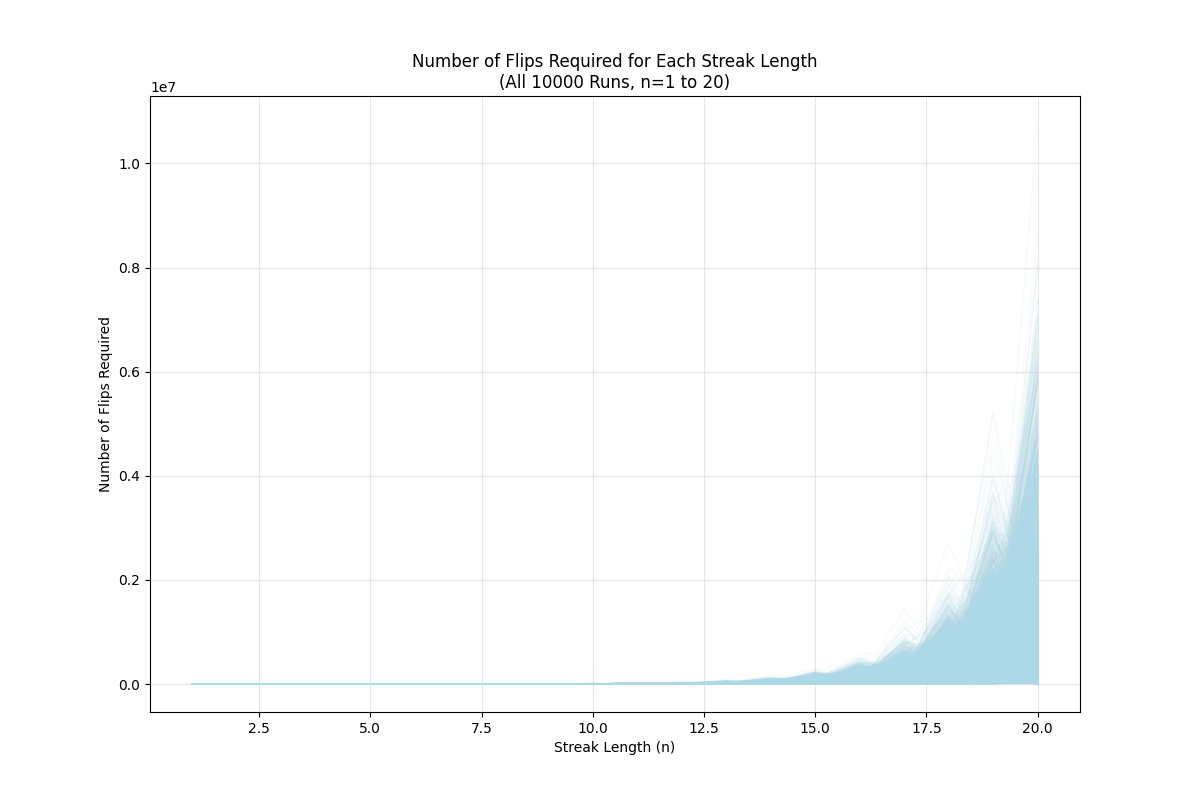 Number of Flips Required for Each Streak Length
(All 10000 Runs, n=1 to 20)
1e7
1.0
0.8
0.6
0.4
0.2
0.0
Number of Flips Required
2.5 5.0 7.5 10.0 12.5 15.0 17.5 20.0
Streak Length (n)